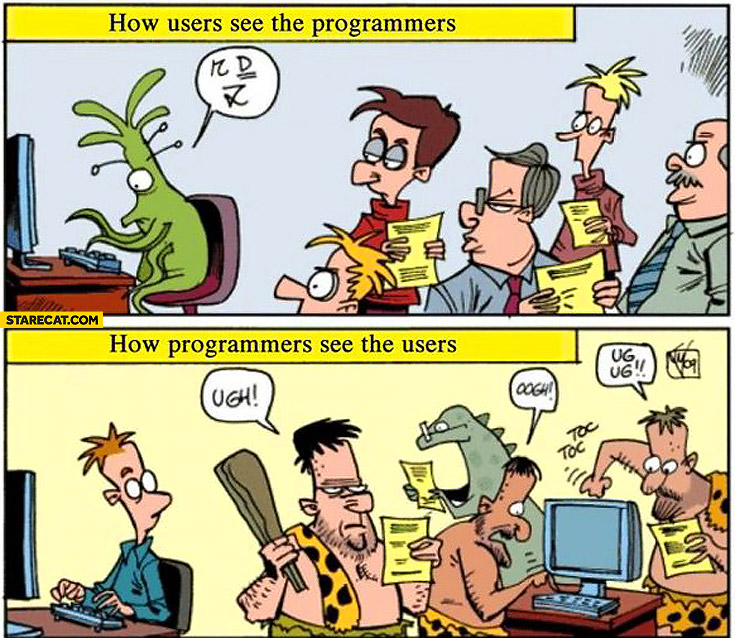 How users see the programmers
STARECAT.COM
How programmers see the users
UGH!
OOGH!
UG
UG!!
TOC
TOC